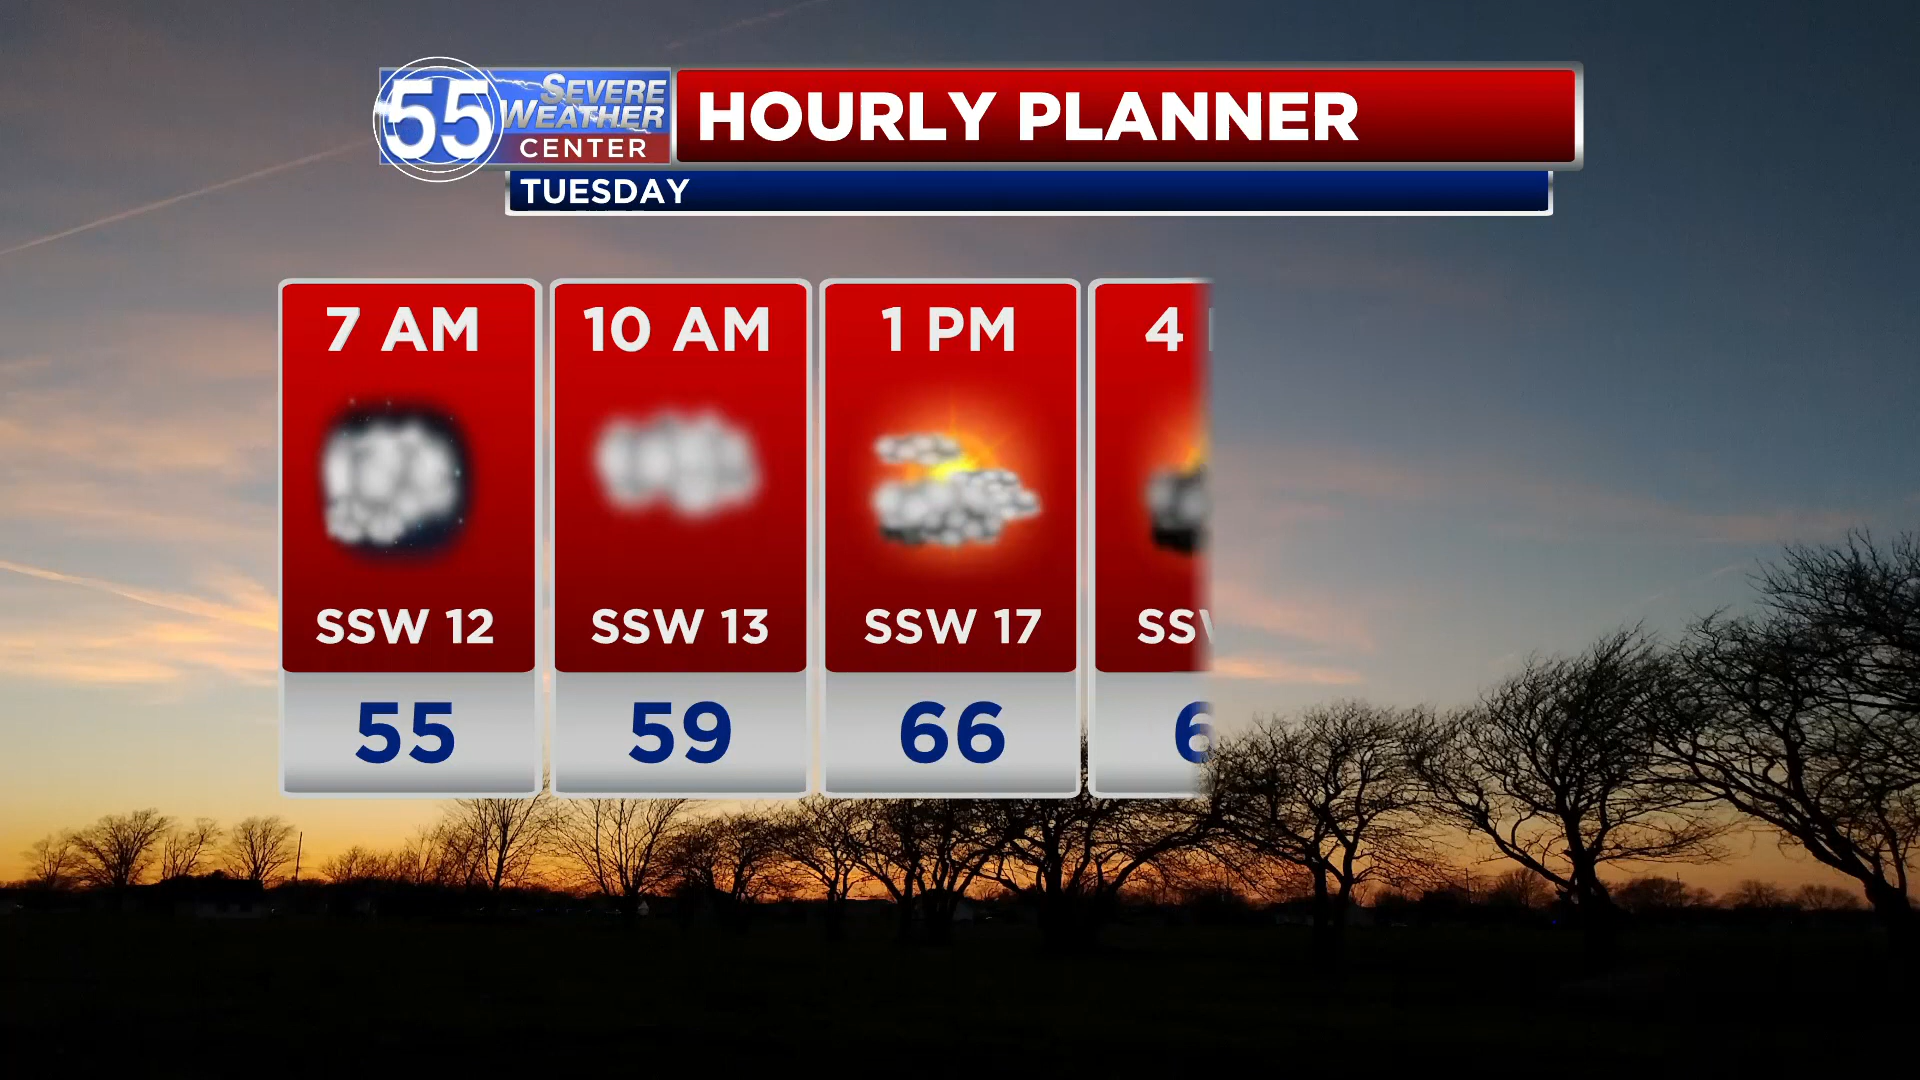 55 SEVERE WEATHER CENTER
HOURLY PLANNER
TUESDAY
7 AM
SSW 12
55
10 AM
SSW 13
59
1 PM
SSW 17
66
4